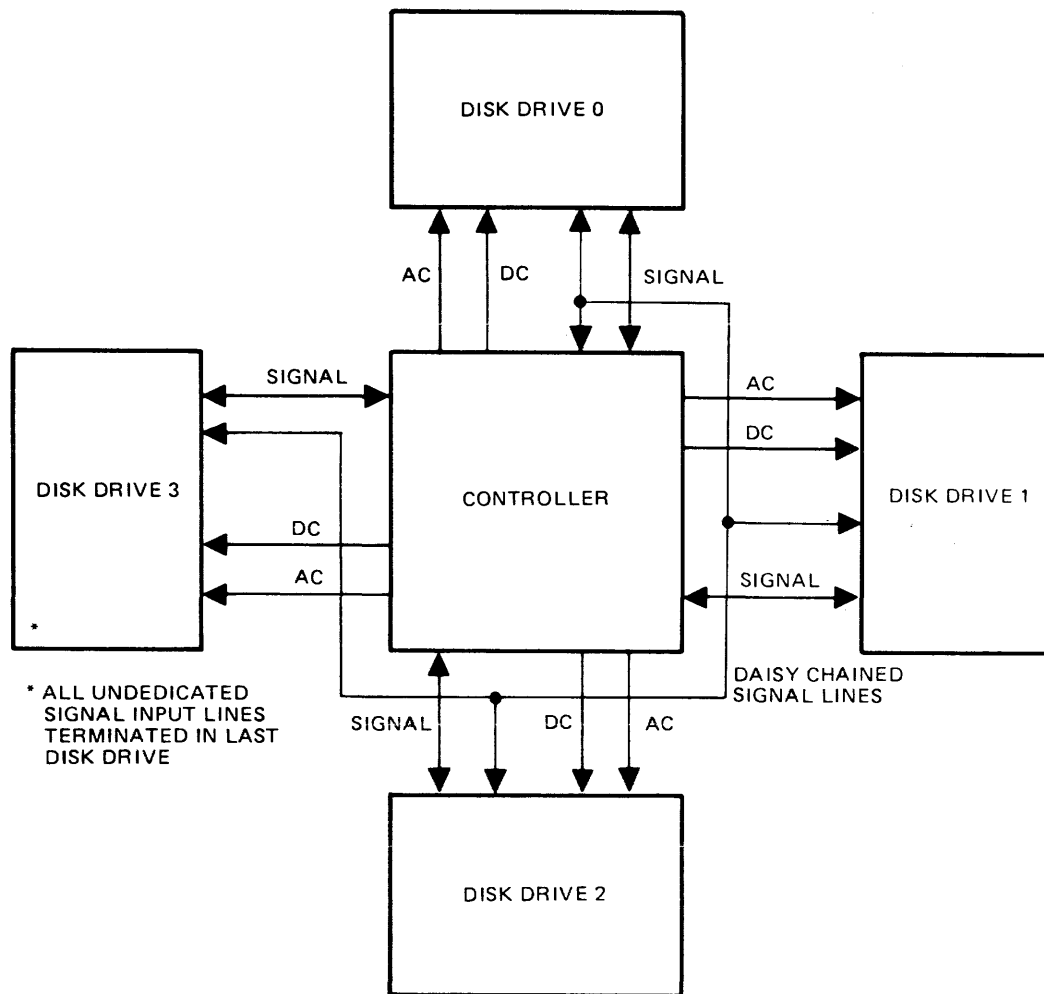 DISK DRIVE 0
AC
DC
SIGNAL
SIGNAL
AC
DC
DISK DRIVE 3
CONTROLLER
DISK DRIVE 1
DC
AC
SIGNAL
* ALL UNDEDICATED
SIGNAL INPUT LINES
TERMINATED IN LAST
DISK DRIVE
*
SIGNAL
DC
AC
DAISY CHAINED
SIGNAL LINES
DISK DRIVE 2